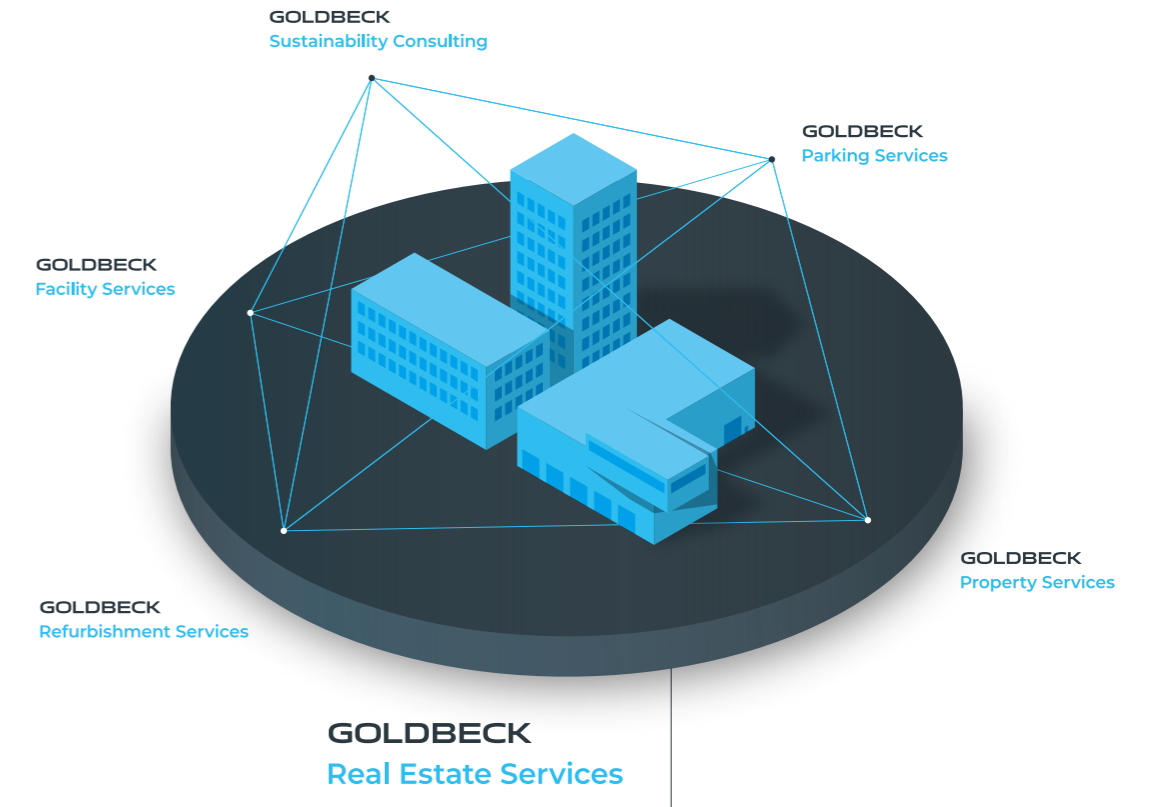 GOLDBECK
Sustainability Consulting
GOLDBECK
Parking Services
GOLDBECK
Facility Services
GOLDBECK
Property Services
GOLDBECK
Refurbishment Services
GOLDBECK
Real Estate Services